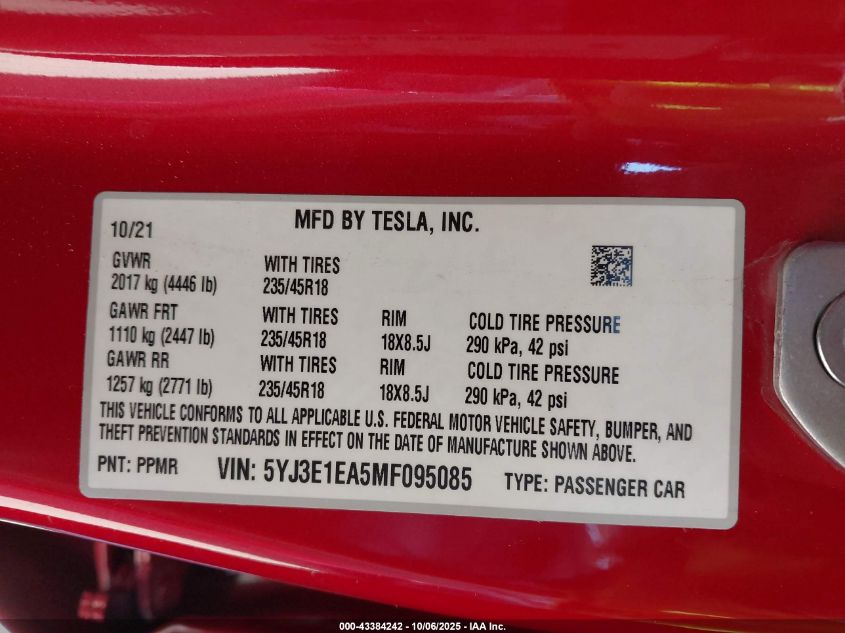 10/21 MFD BY TESLA, INC.
GVWR WITH TIRES
2017 kg (4446 lb) 235/45R18
GAWR FRT WITH TIRES RIM COLD TIRE PRESSURE
1110 kg (2447 lb) 235/45R18 18X8.5J 290 kPa, 42 psi
GAWR RR WITH TIRES RIM COLD TIRE PRESSURE
1257 kg (2771 lb) 235/45R18 18X8.5J 290 kPa, 42 psi
THIS VEHICLE CONFORMS TO ALL APPLICABLE U.S. FEDERAL MOTOR VEHICLE SAFETY, BUMPER, AND
THEFT PREVENTION STANDARDS IN EFFECT ON THE DATE OF MANUFACTURE SHOWN ABOVE.
PNT: PPMR VIN: 5YJ3E1EA5MF095085 TYPE: PASSENGER CAR
000-43384242 - 10/06/2025 - IAA Inc.